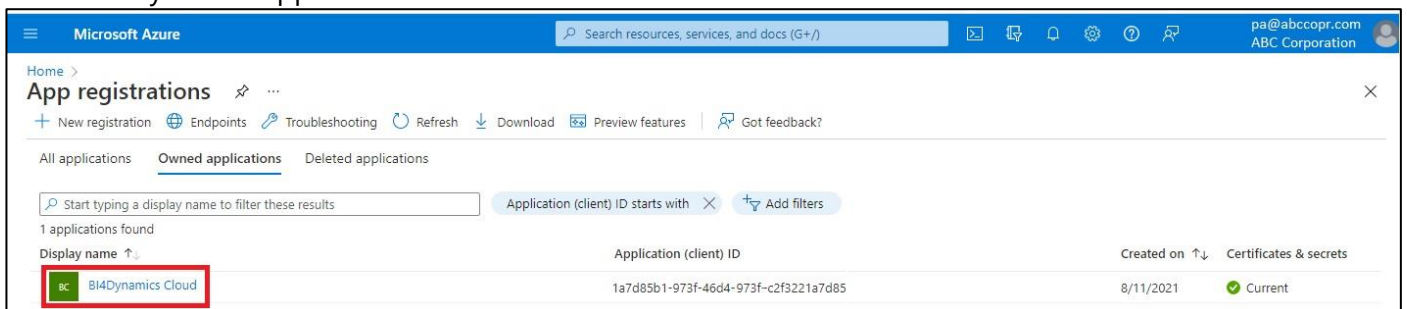 Microsoft Azure
Search resources, services, and docs (G+/)
pa@abccopr.com
ABC Corporation
Home >
App registrations
New registration Endpoints Troubleshooting Refresh Download Preview features Got feedback?
All applications Owned applications Deleted applications
Start typing a display name to filter these results Application (client) ID starts with Add filters
1 applications found
Display name Application (client) ID Created on Certificates & secrets
BC BI4Dynamics Cloud 1a7d85b1-973f-46d4-973f-c2f3221a7d85 8/11/2021 Current